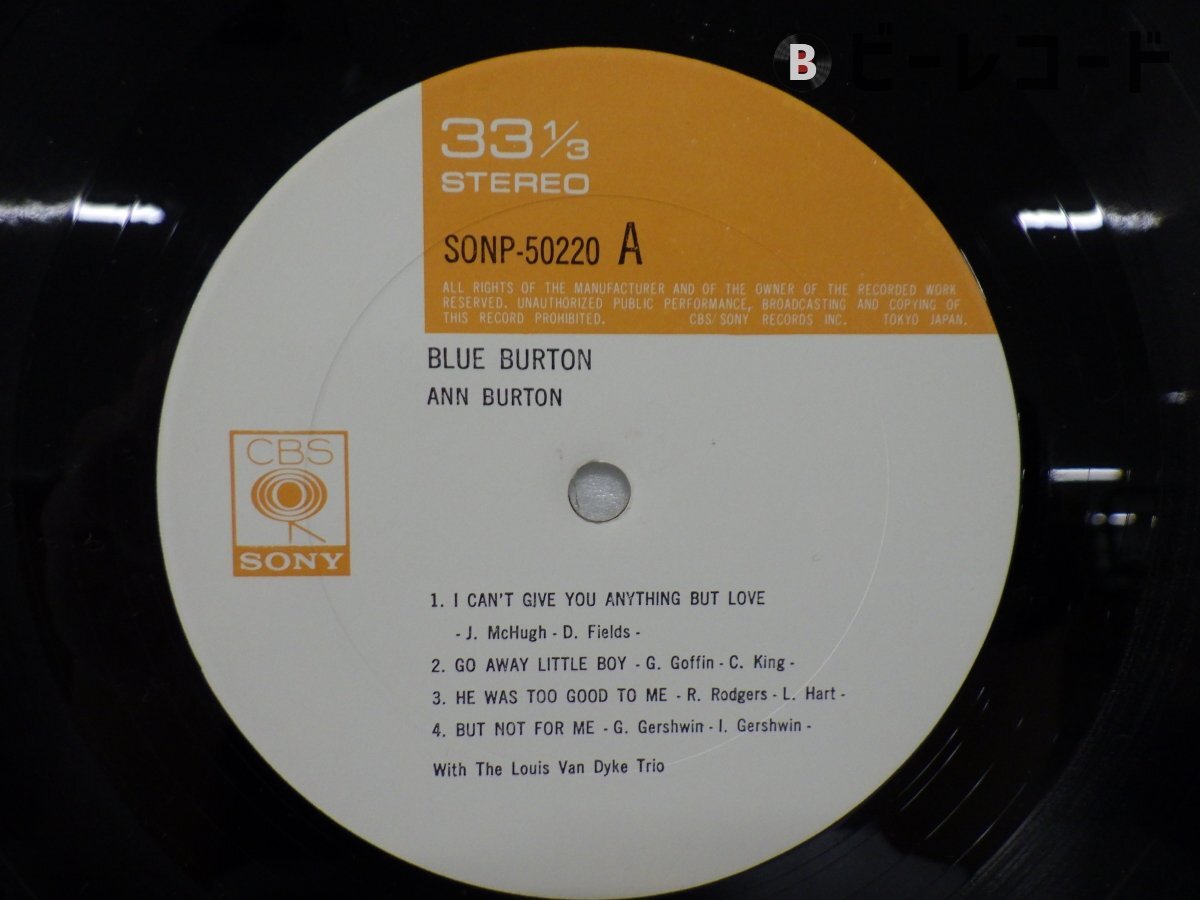 B ビーレコード
33 1/3
STEREO
SONP-50220 A
ALL RIGHTS OF THE MANUFACTURER AND OF THE OWNER OF THE RECORDED WORK
RESERVED. UNAUTHORIZED PUBLIC PERFORMANCE, BROADCASTING AND COPYING OF
THIS RECORD PROHIBITED. CBS/SONY RECORDS INC. TOKYO JAPAN.
BLUE BURTON
ANN BURTON
CBS
SONY
1. I CAN'T GIVE YOU ANYTHING BUT LOVE
- J. McHugh - D. Fields -
2. GO AWAY LITTLE BOY - G. Goffin - C. King -
3. HE WAS TOO GOOD TO ME - R. Rodgers - L. Hart -
4. BUT NOT FOR ME - G. Gershwin - I. Gershwin -
With The Louis Van Dyke Trio